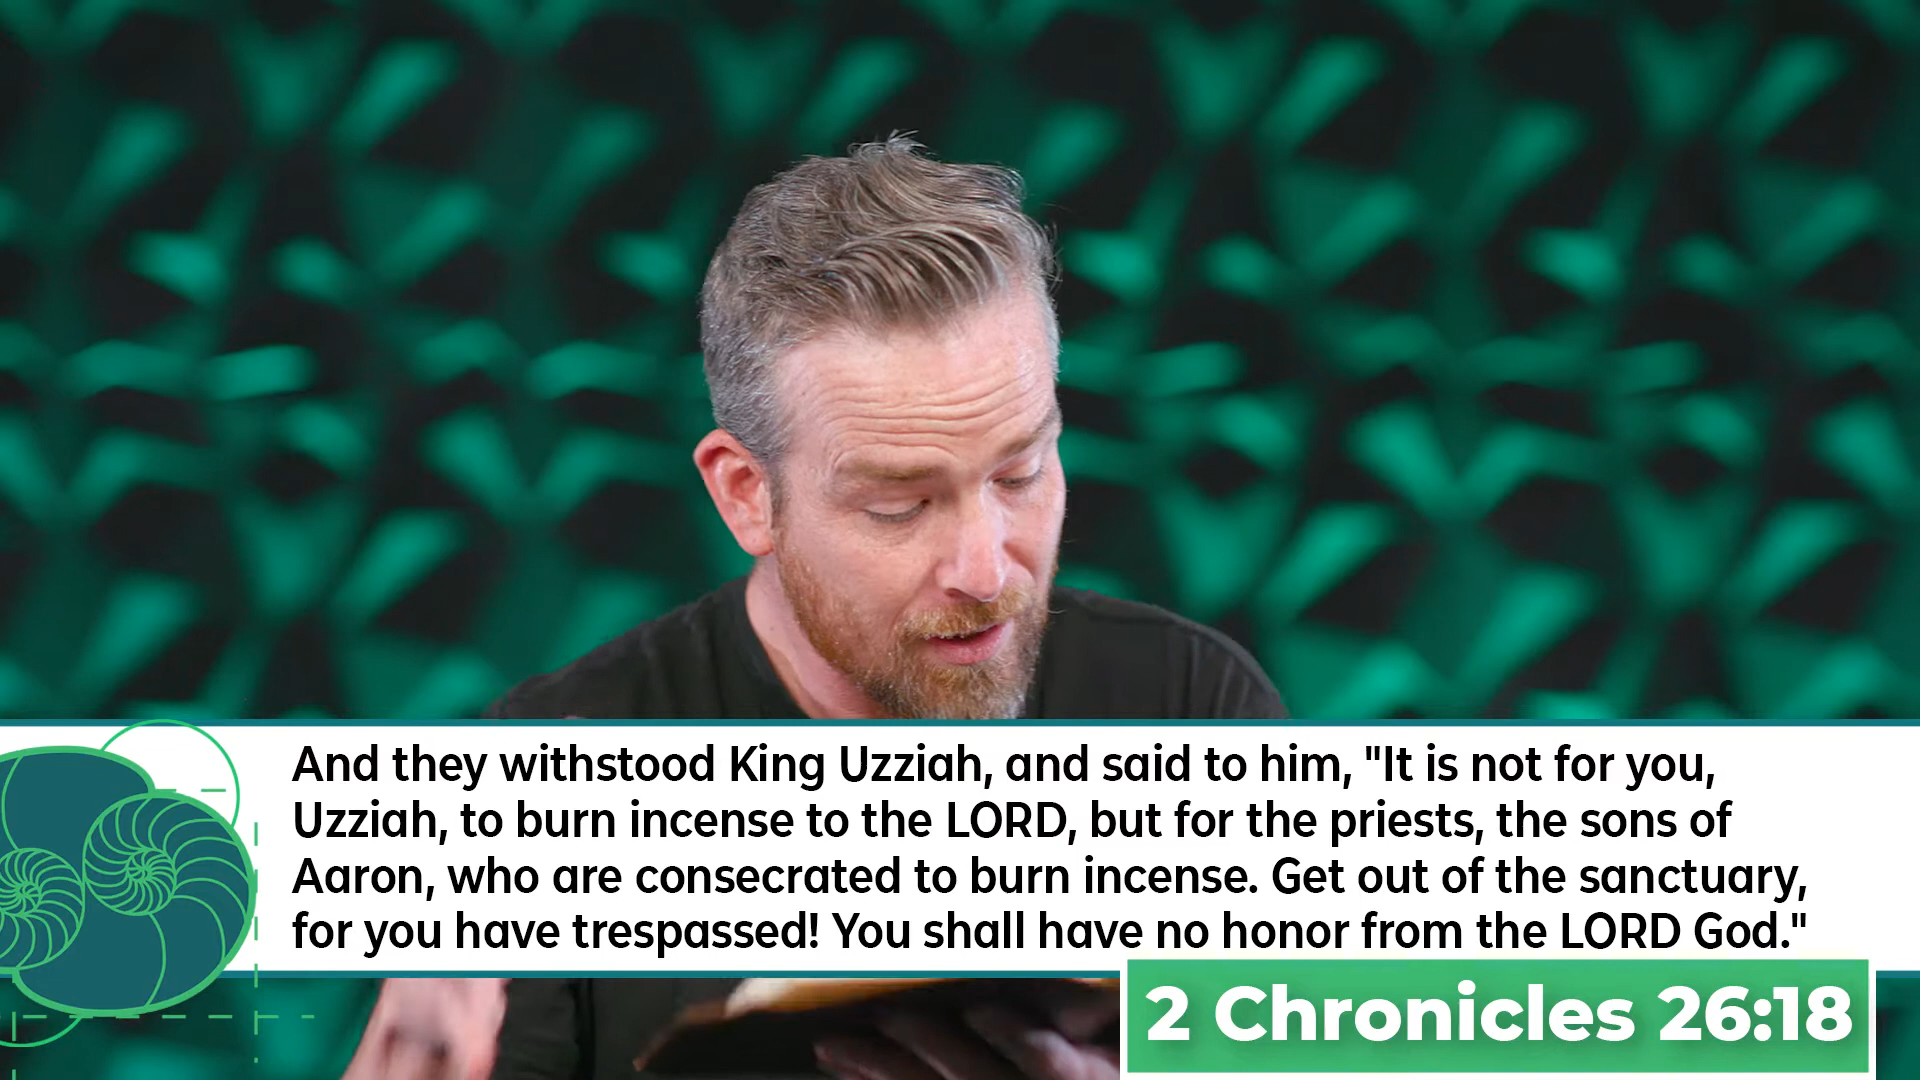 And they withstood King Uzziah, and said to him, "It is not for you,
Uzziah, to burn incense to the LORD, but for the priests, the sons of
Aaron, who are consecrated to burn incense. Get out of the sanctuary,
for you have trespassed! You shall have no honor from the LORD God."
2 Chronicles 26:18